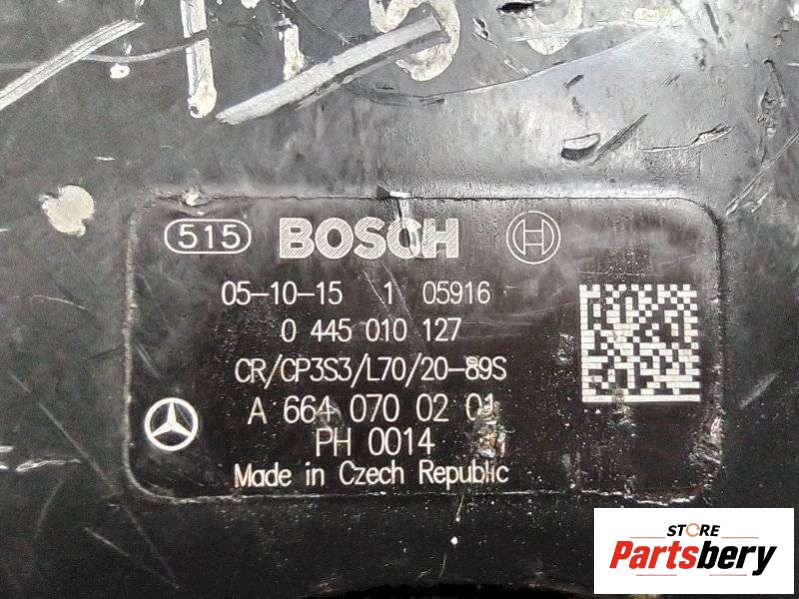 515 BOSCH
05-10-15 1 05916
0 445 010 127
CR/CP3S3/L70/20-89S
A 664 070 02 01
PH 0014
Made in Czech Republic
STORE
Partsbery